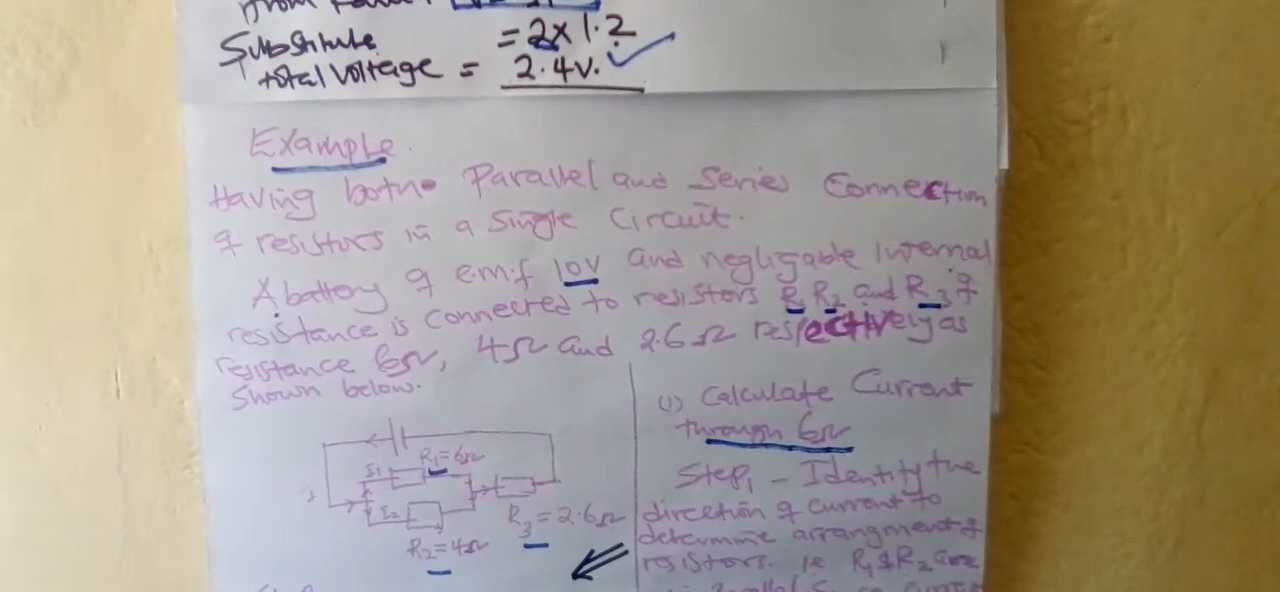 Substitute = 2x1.2
total voltage = 2.4V.
Example.
Having both Parallel and Series Connection
of resistors in a Single Circuit.
A battery of e.m.f 10V and negligable Internal
resistance is connected to resistors R1 R2 and R3 of
resistance 6Ω, 4Ω and 2.6Ω respectively as
Shown below.
R1=6Ω
I1
I2
R3=2.6Ω
R2=4Ω
(1) Calculate Current
through 6Ω
Step1 - Identity the
direction of current to
determine arrangment of
resistors. ie R1 & R2 are